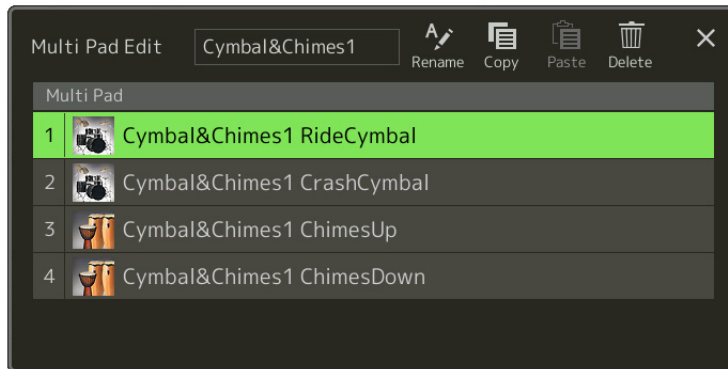 Multi Pad Edit
Cymbal&Chimes1
Rename
Copy
Paste
Delete
Multi Pad
1 Cymbal&Chimes1 RideCymbal
2 Cymbal&Chimes1 CrashCymbal
3 Cymbal&Chimes1 ChimesUp
4 Cymbal&Chimes1 ChimesDown